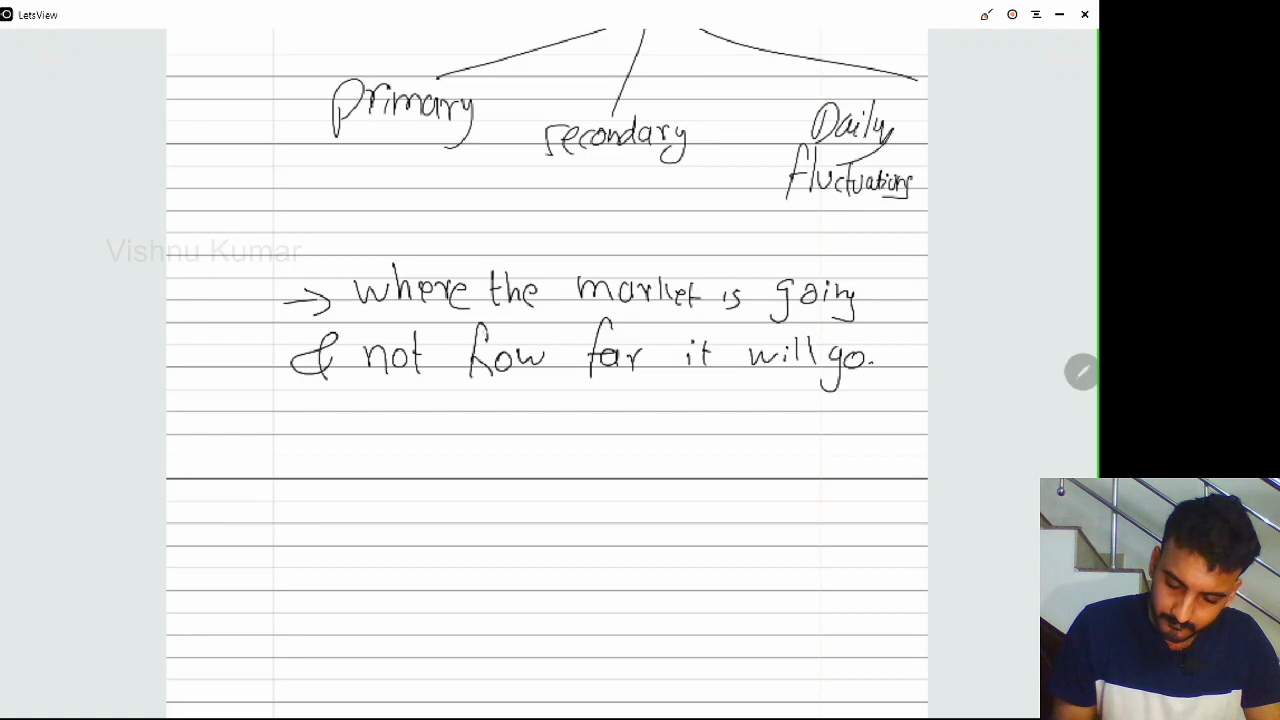 LetsView
Primary
secondary
Daily
fluctuations
Vishnu Kumar
→ where the market is going
& not how far it will go.